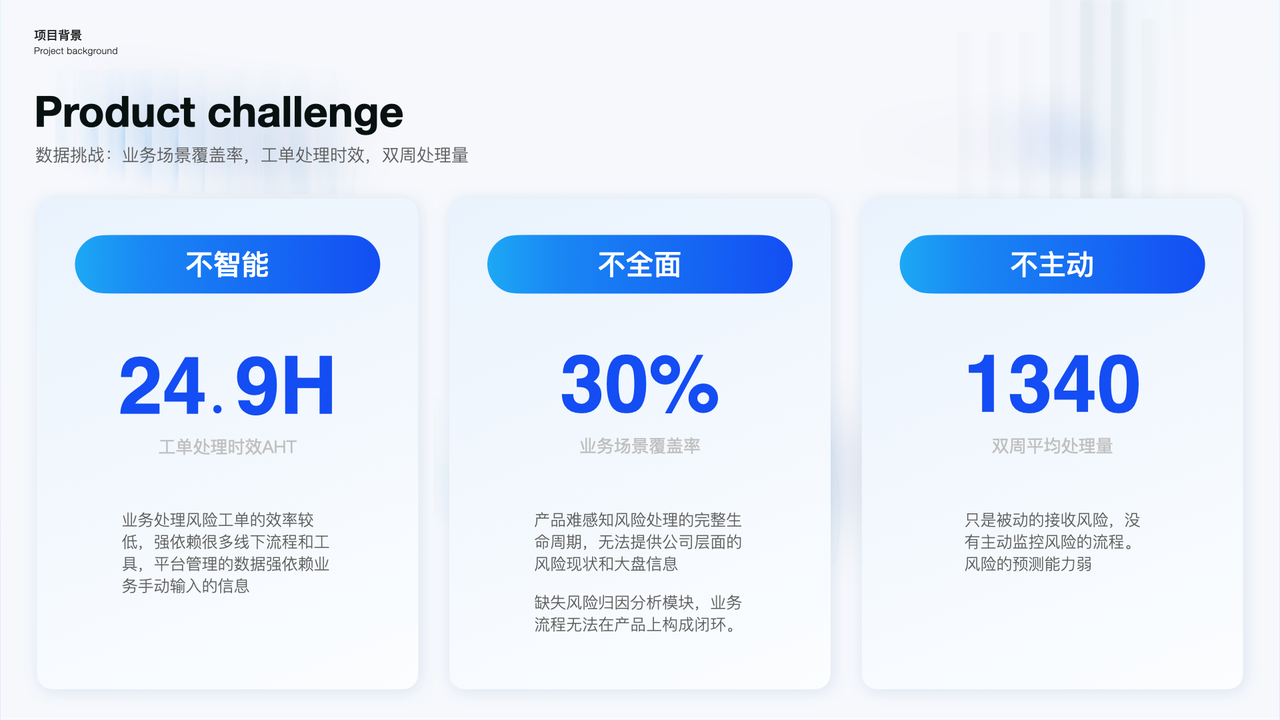 项目背景
Project background
Product challenge
数据挑战：业务场景覆盖率，工单处理时效，双周处理量
不智能
24.9H
工单处理时效AHT
业务处理风险工单的效率较
低，强依赖很多线下流程和工
具，平台管理的数据强依赖业
务手动输入的信息
不全面
30%
业务场景覆盖率
产品难感知风险处理的完整生
命周期，无法提供公司层面的
风险现状和大盘信息
缺失风险归因分析模块，业务
流程无法在产品上构成闭环。
不主动
1340
双周平均处理量
只是被动的接收风险，没
有主动监控风险的流程。
风险的预测能力弱